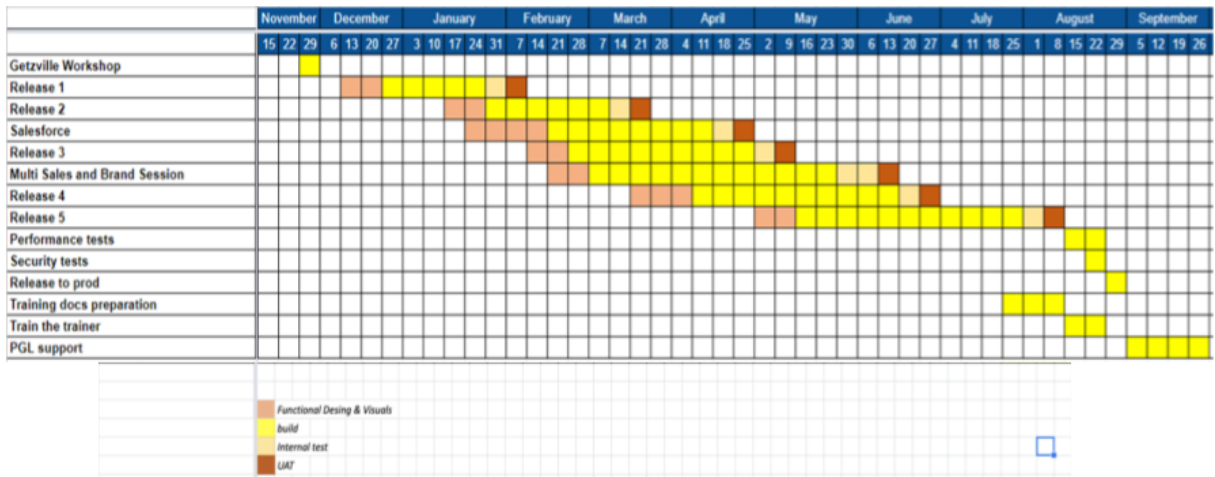 November December January February March April May June July August September
15 22 29 6 13 20 27 3 10 17 24 31 7 14 21 28 7 14 21 28 4 11 18 25 2 9 16 23 30 6 13 20 27 4 11 18 25 1 8 15 22 29 5 12 19 26
Getzville Workshop
Release 1
Release 2
Salesforce
Release 3
Multi Sales and Brand Session
Release 4
Release 5
Performance tests
Security tests
Release to prod
Training docs preparation
Train the trainer
PGL support
Functional Desing & Visuals
build
Internal test
UAT